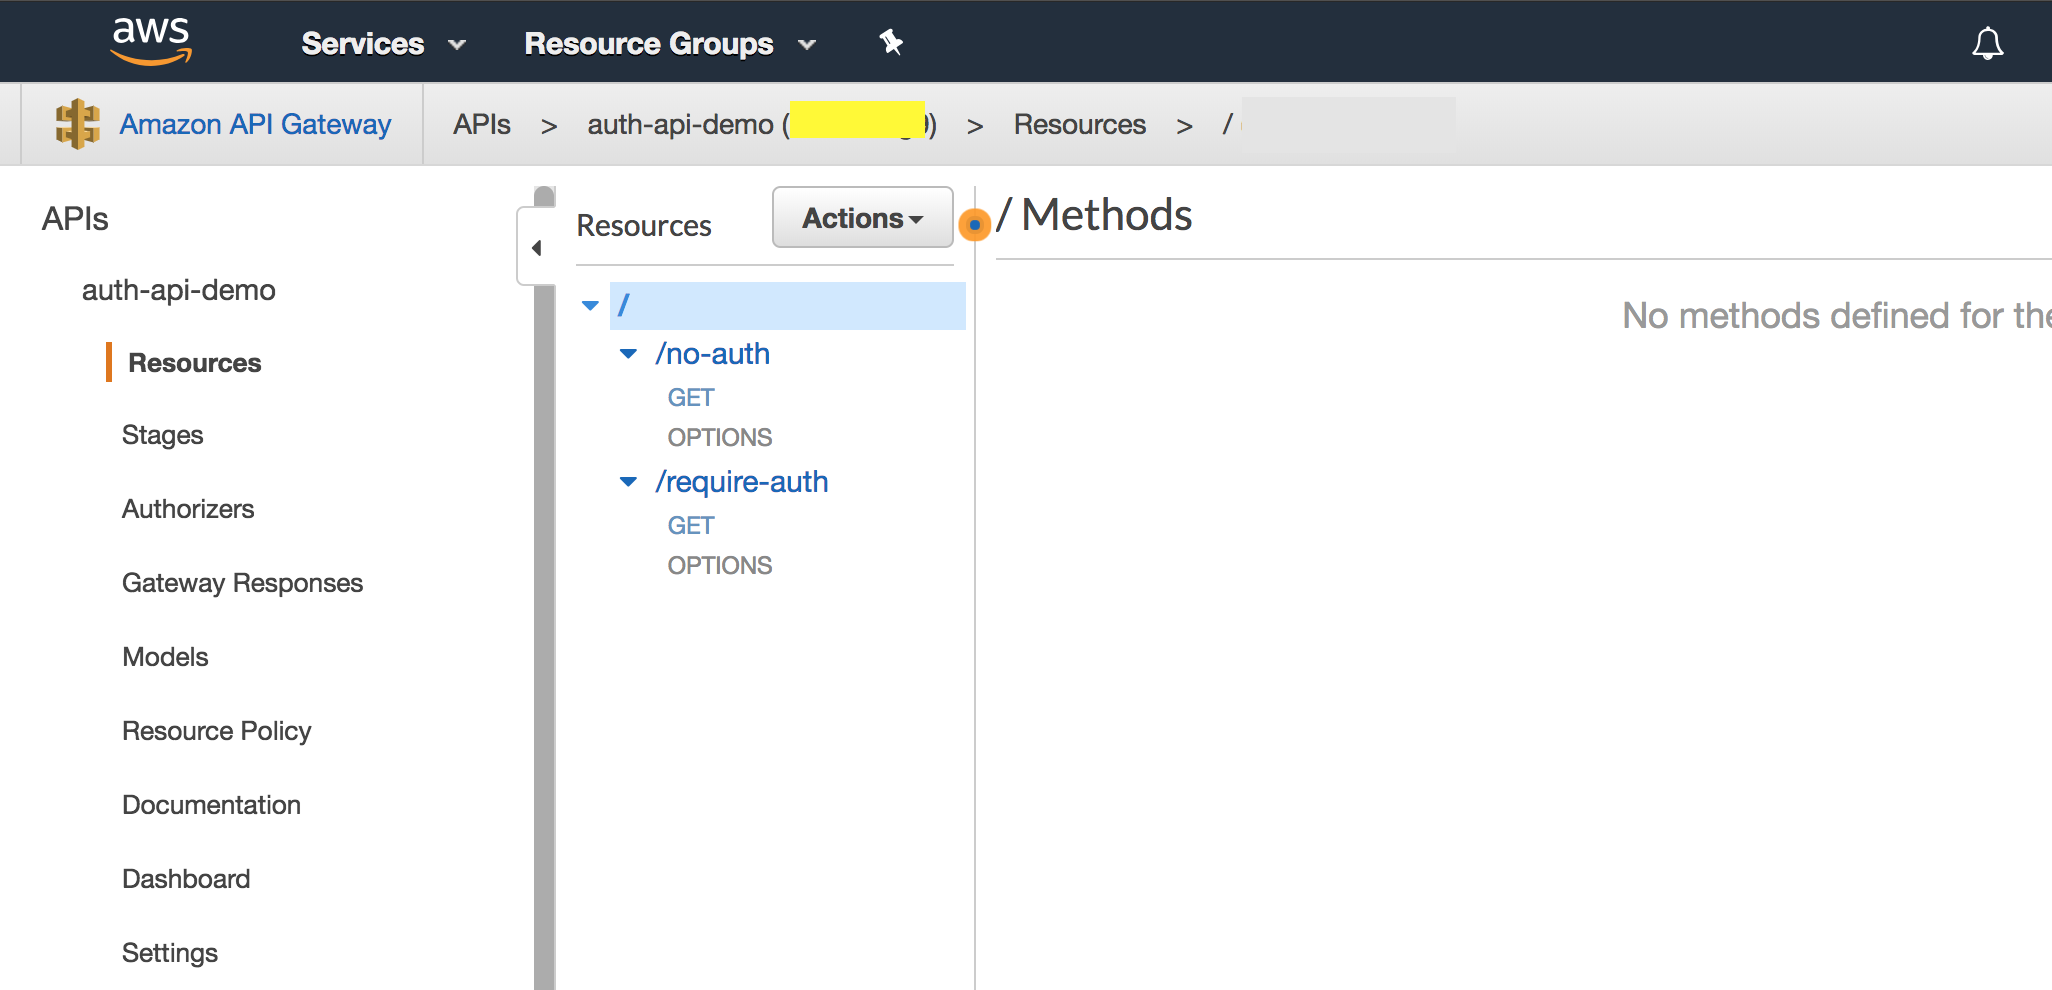 aws Services Resource Groups
Amazon API Gateway APIs > auth-api-demo ( ) > Resources > /
APIs
auth-api-demo
Resources
Stages
Authorizers
Gateway Responses
Models
Resource Policy
Documentation
Dashboard
Settings
Resources Actions
/
/no-auth
GET
OPTIONS
/require-auth
GET
OPTIONS
/ Methods
No methods defined for the